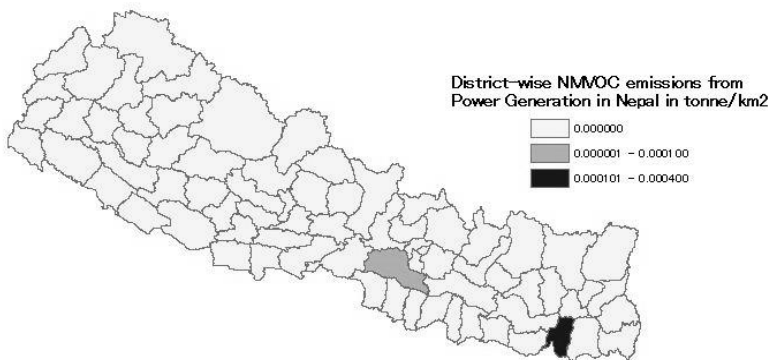 District-wise NMVOC emissions from
Power Generation in Nepal in tonne/km2
0.000000
0.000001 - 0.000100
0.000101 - 0.000400